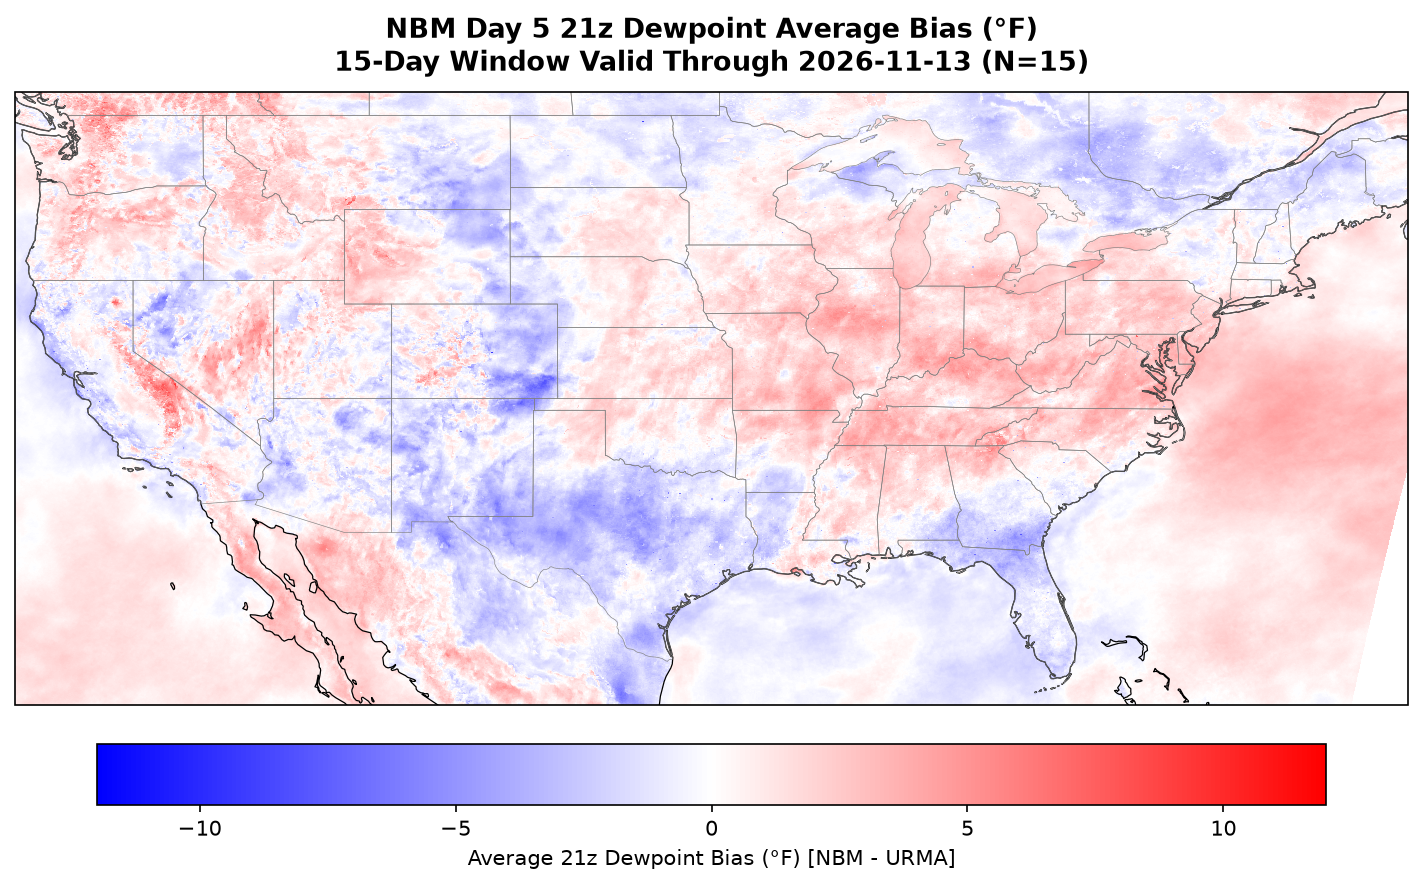 NBM Day 5 21z Dewpoint Average Bias (°F)
15-Day Window Valid Through 2026-11-13 (N=15)
−10 −5 0 5 10
Average 21z Dewpoint Bias (°F) [NBM - URMA]